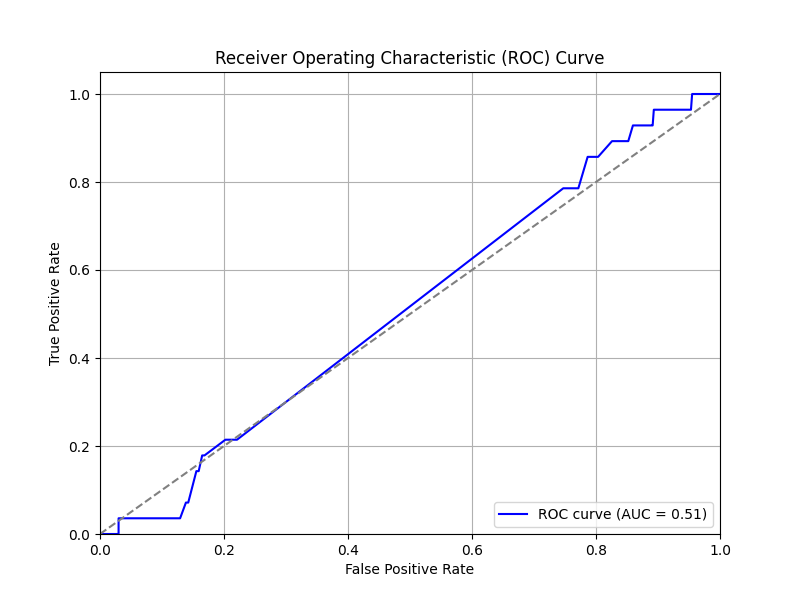 Receiver Operating Characteristic (ROC) Curve
True Positive Rate
1.0
0.8
0.6
0.4
0.2
0.0
ROC curve (AUC = 0.51)
0.0 0.2 0.4 0.6 0.8 1.0
False Positive Rate